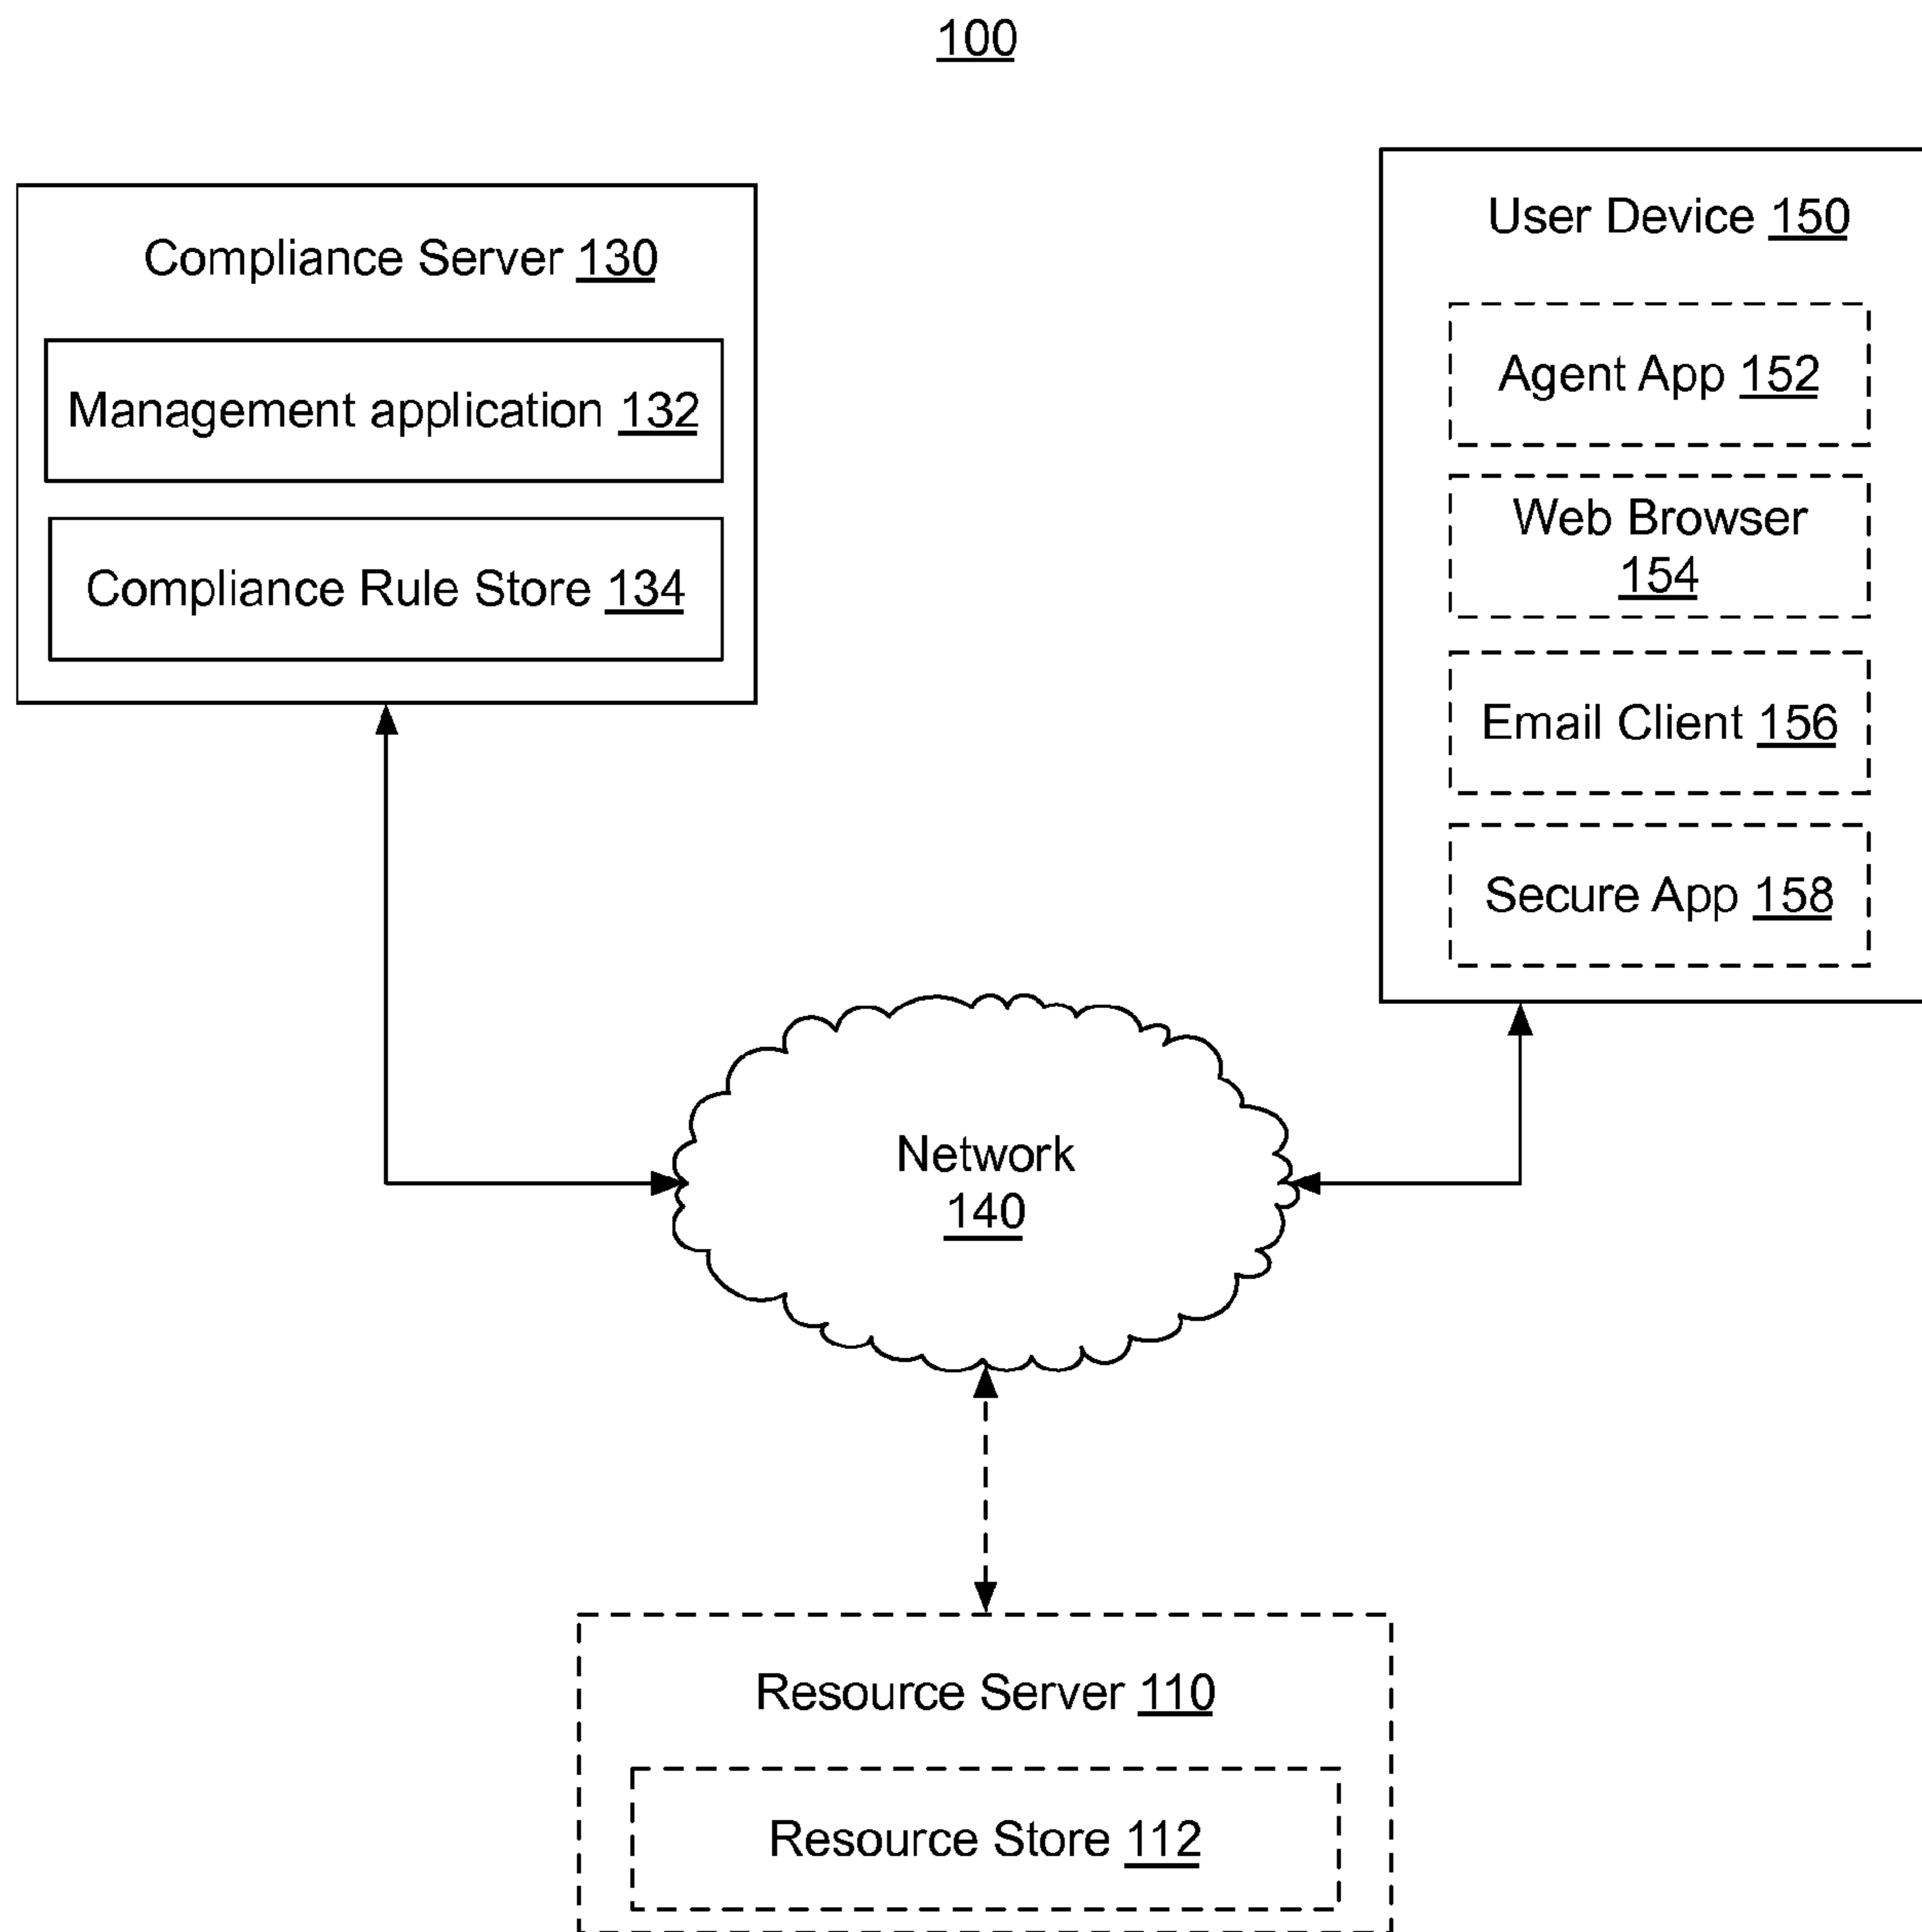 100
Compliance Server 130
Management application 132
Compliance Rule Store 134
User Device 150
Agent App 152
Web Browser
154
Email Client 156
Secure App 158
Network
140
Resource Server 110
Resource Store 112